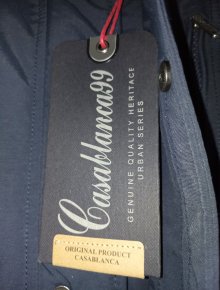 Casablanca99
GENUINE QUALITY HERITAGE
URBAN SERIES
ORIGINAL PRODUCT
CASABLANCA